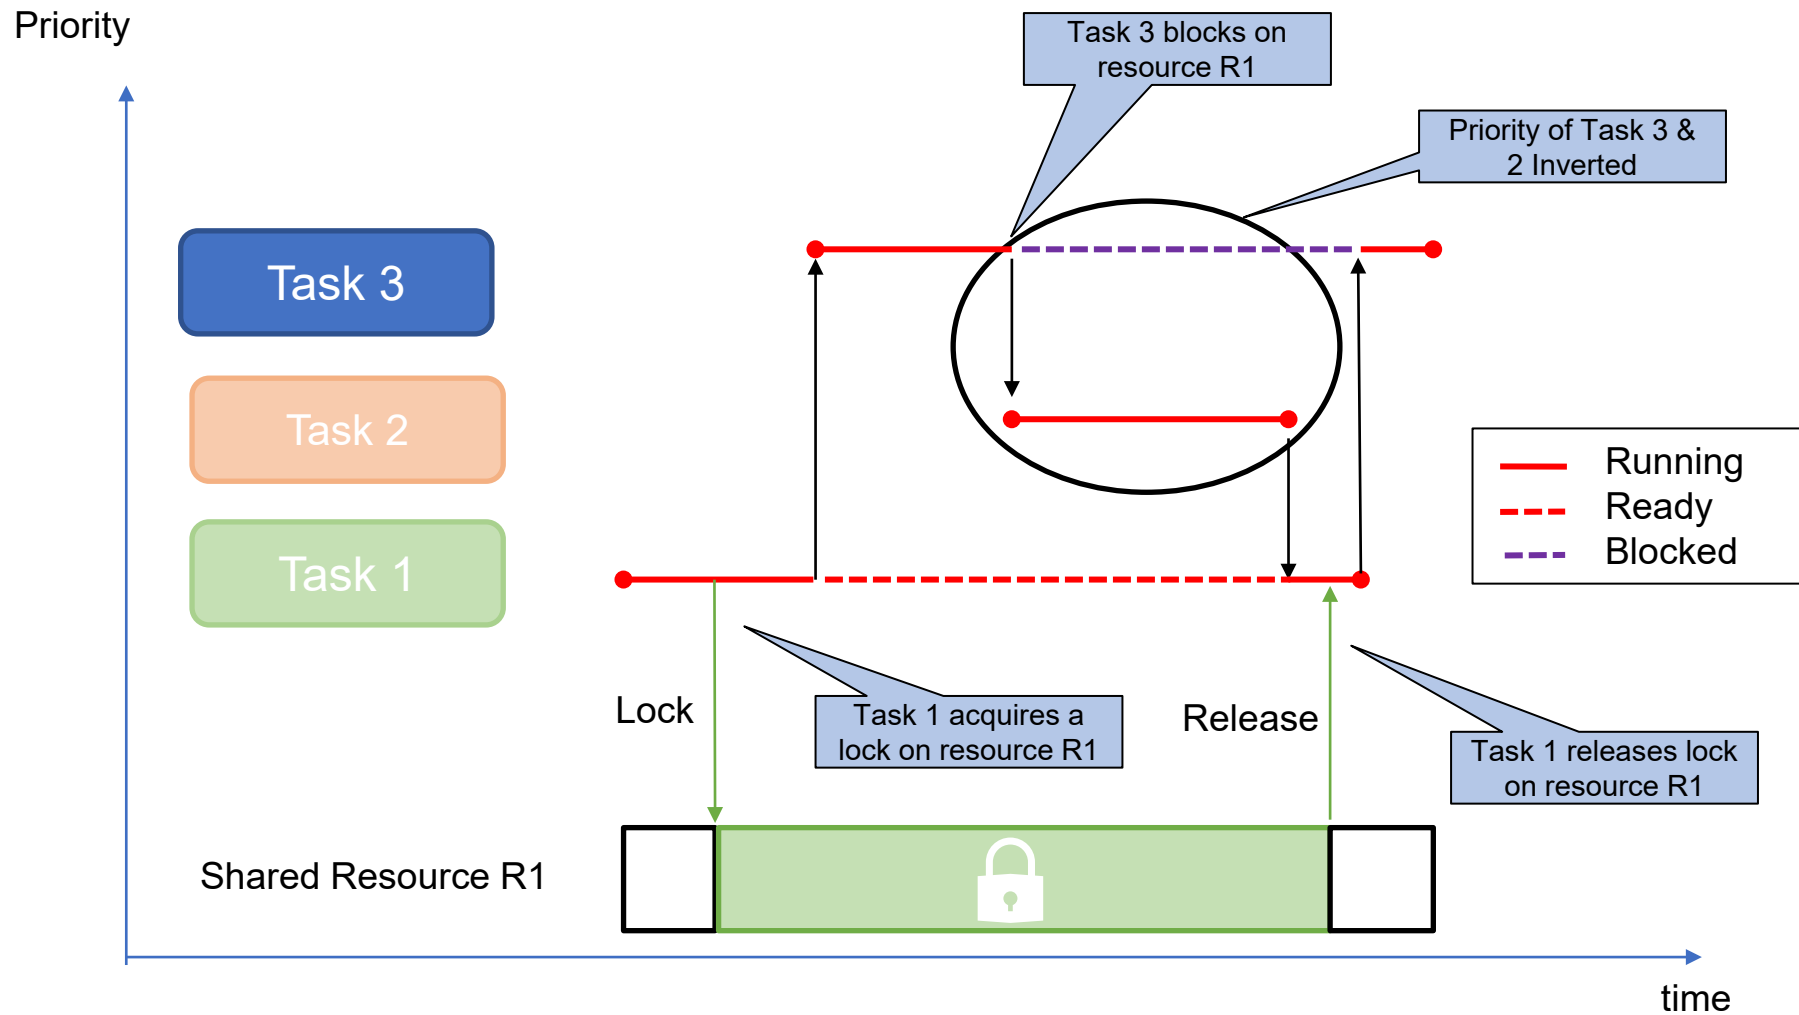 Priority
Task 3 blocks on
resource R1
Priority of Task 3 &
2 Inverted
Task 3
Task 2
Task 1
Running
Ready
Blocked
Lock
Task 1 acquires a
lock on resource R1
Release
Task 1 releases lock
on resource R1
Shared Resource R1
time